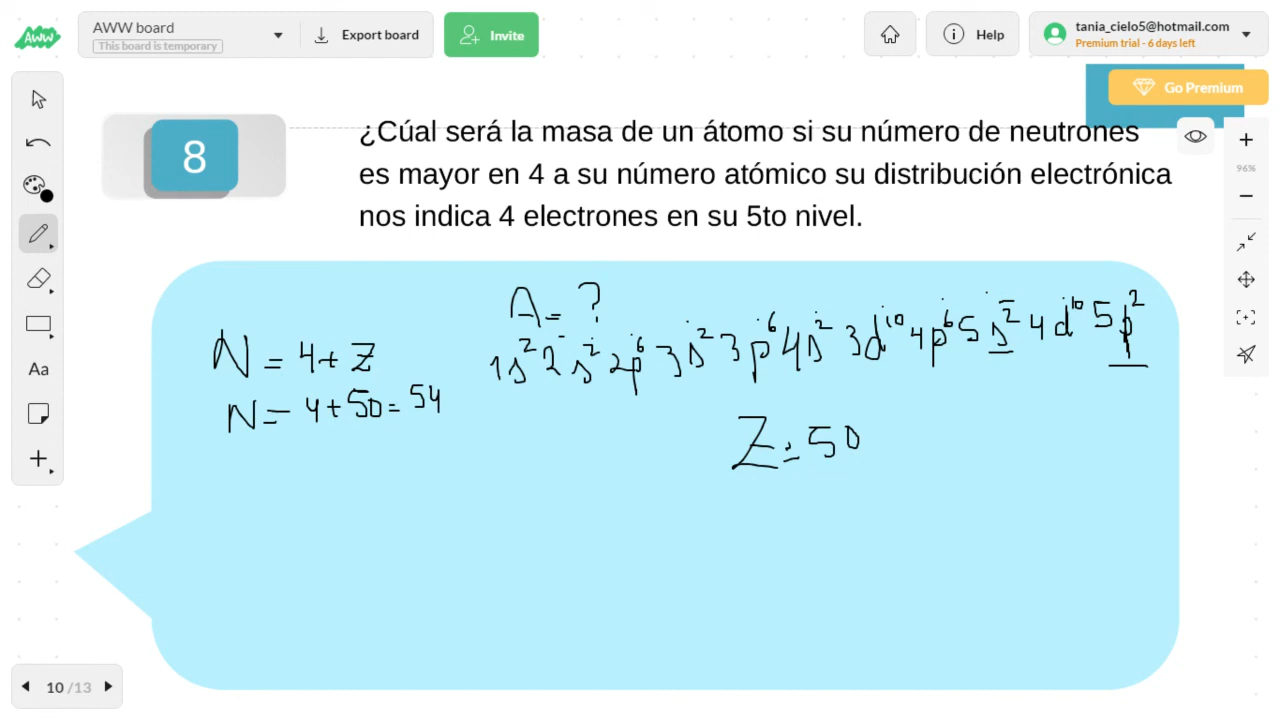 AWW board
This board is temporary
Export board
Invite
Help
tania_cielo5@hotmail.com
Premium trial - 6 days left
Go Premium
8
¿Cúal será la masa de un átomo si su número de neutrones
es mayor en 4 a su número atómico su distribución electrónica
nos indica 4 electrones en su 5to nivel.
96%
A = ?
1s² 2s² 2p⁶ 3s² 3p⁶ 4s² 3d¹⁰ 4p⁶ 5s² 4d¹⁰ 5p²
N = 4 + Z
N = 4 + 50 = 54
Z = 50
Aa
10 /13